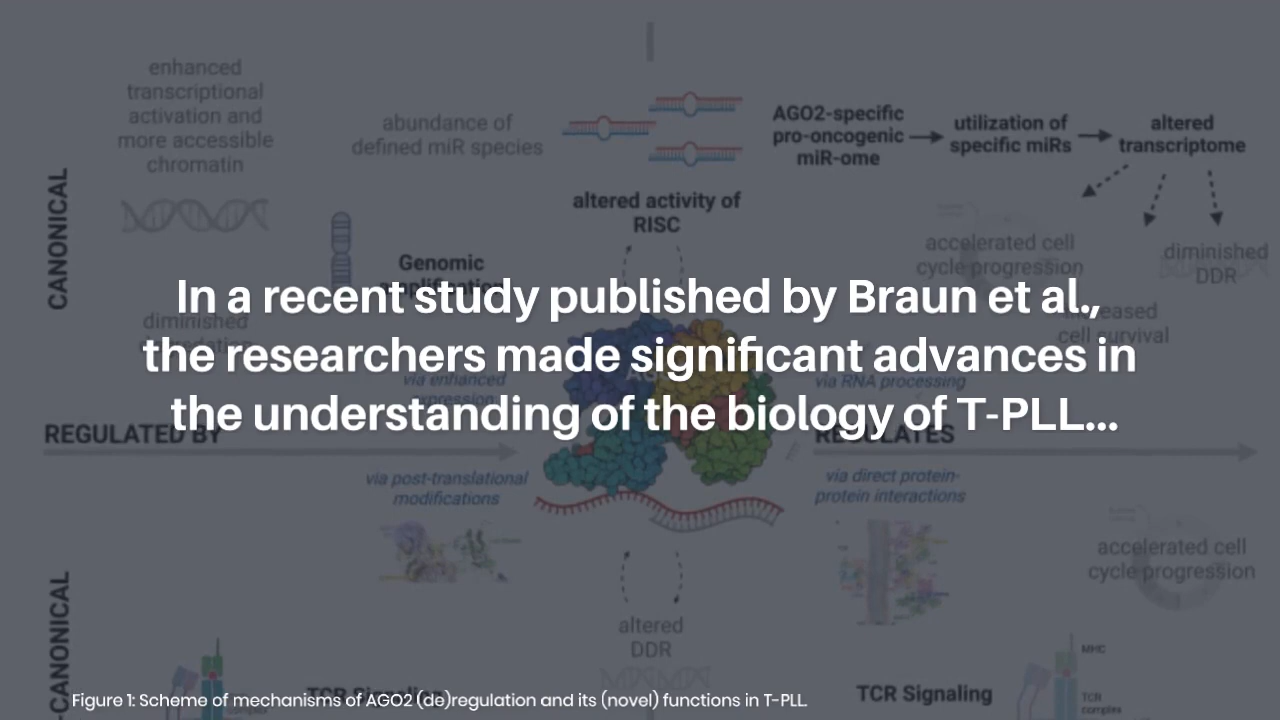 enhanced
transcriptional
activation and
more accessible
chromatin
abundance of
defined miR species
AGO2-specific
pro-oncogenic
miR-ome
utilization of
specific miRs
altered
transcriptome
altered activity of
RISC
CANONICAL
Genomic
accelerated cell
cycle progression
diminished
DDR
In a recent study published by Braun et al.,
the researchers made significant advances in
the understanding of the biology of T-PLL...
diminished
cell survival
via enhanced
expression
via RNA processing
REGULATED BY
REGULATES
via post-translational
modifications
via direct protein-
protein interactions
accelerated cell
cycle progression
-CANONICAL
altered
DDR
MHC
TCR
complex
TCR Signaling
TCR Signaling
Figure 1: Scheme of mechanisms of AGO2 (de)regulation and its (novel) functions in T-PLL.